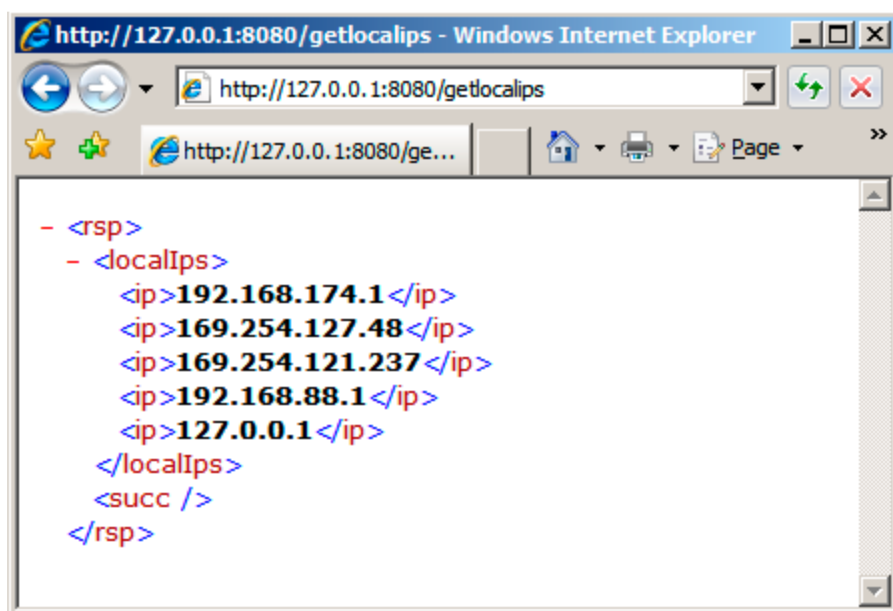 http://127.0.0.1:8080/getlocalips - Windows Internet Explorer
http://127.0.0.1:8080/getlocalips
http://127.0.0.1:8080/ge... Page »
- <rsp>
- <localIps>
<ip>192.168.174.1</ip>
<ip>169.254.127.48</ip>
<ip>169.254.121.237</ip>
<ip>192.168.88.1</ip>
<ip>127.0.0.1</ip>
</localIps>
<succ />
</rsp>